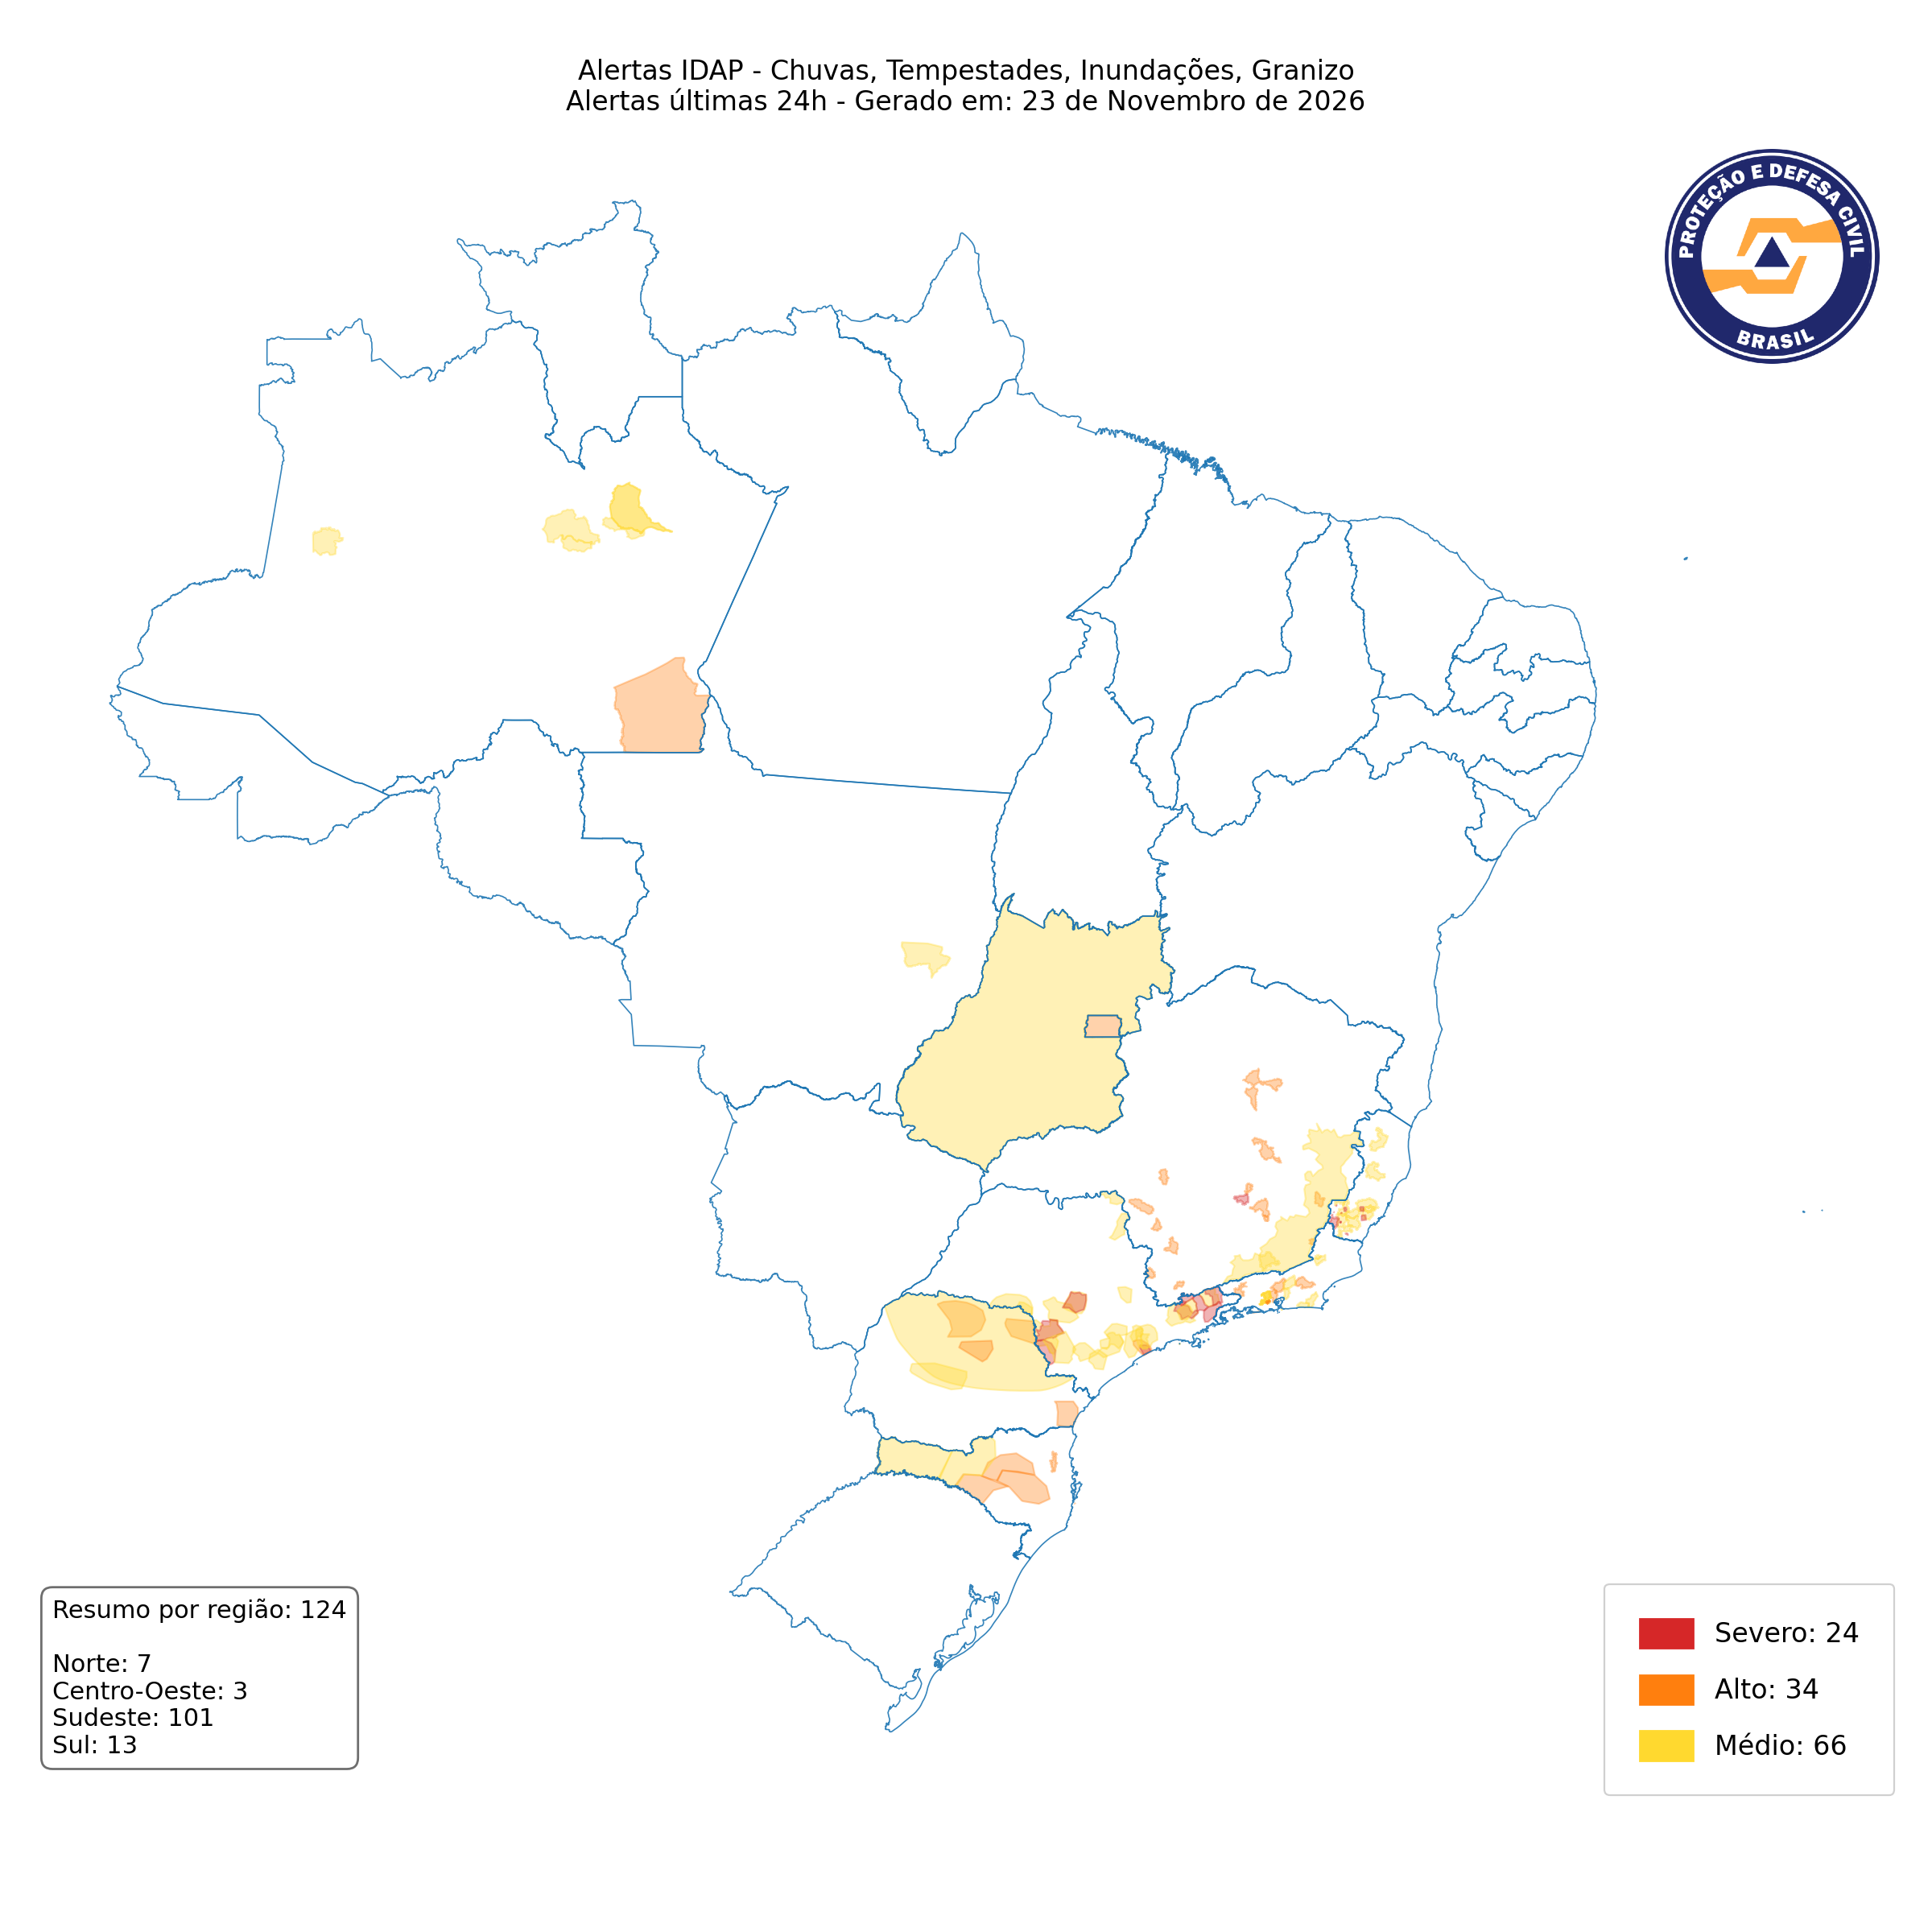 Alertas IDAP - Chuvas, Tempestades, Inundações, Granizo
Alertas últimas 24h - Gerado em: 23 de Novembro de 2026
PROTEÇÃO E DEFESA CIVIL
BRASIL
Resumo por região: 124
Norte: 7
Centro-Oeste: 3
Sudeste: 101
Sul: 13
Severo: 24
Alto: 34
Médio: 66